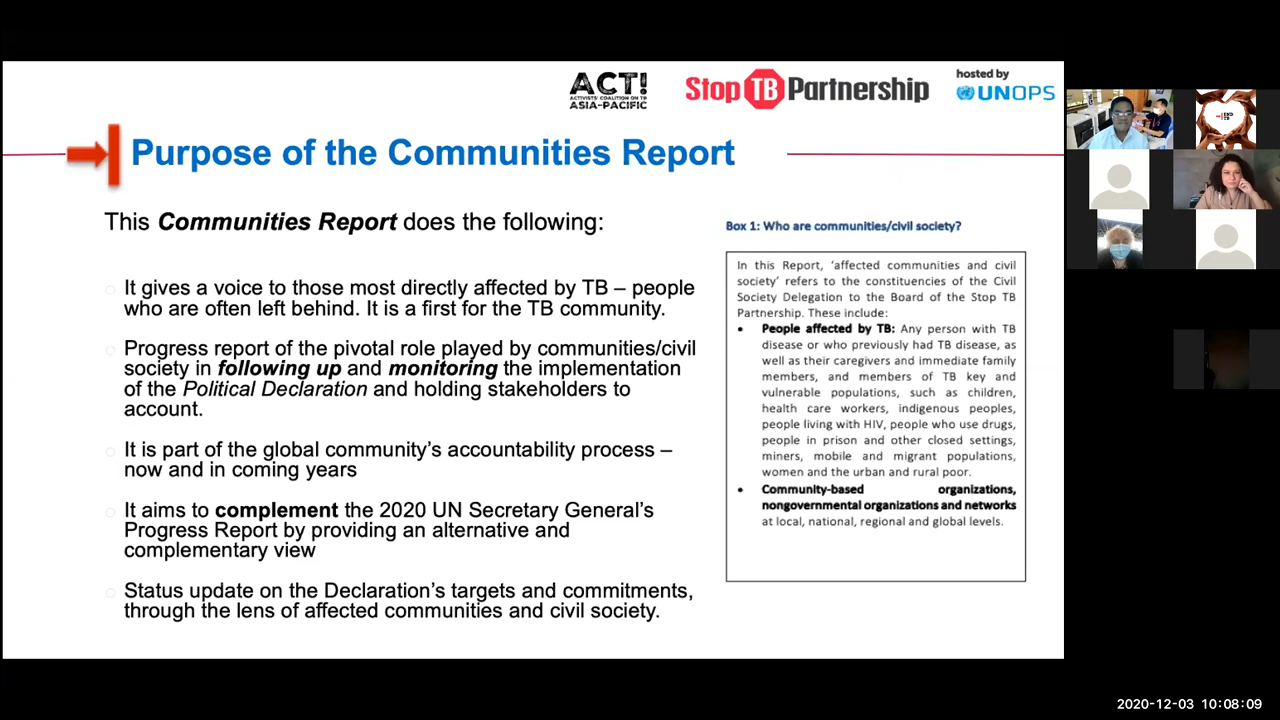 ACT!
ACTIVISTS' COALITION ON TB
ASIA-PACIFIC
Stop TB Partnership
hosted by
UNOPS
Purpose of the Communities Report
This Communities Report does the following:
It gives a voice to those most directly affected by TB – people
who are often left behind. It is a first for the TB community.
Progress report of the pivotal role played by communities/civil
society in following up and monitoring the implementation
of the Political Declaration and holding stakeholders to
account.
It is part of the global community's accountability process –
now and in coming years
It aims to complement the 2020 UN Secretary General's
Progress Report by providing an alternative and
complementary view
Status update on the Declaration's targets and commitments,
through the lens of affected communities and civil society.
Box 1: Who are communities/civil society?
In this Report, 'affected communities and civil
society' refers to the constituencies of the Civil
Society Delegation to the Board of the Stop TB
Partnership. These include:
• People affected by TB: Any person with TB
disease or who previously had TB disease, as
well as their caregivers and immediate family
members, and members of TB key and
vulnerable populations, such as children,
health care workers, indigenous peoples,
people living with HIV, people who use drugs,
people in prison and other closed settings,
miners, mobile and migrant populations,
women and the urban and rural poor.
• Community-based organizations,
nongovernmental organizations and networks
at local, national, regional and global levels.
END
TB
2020-12-03 10:08:09